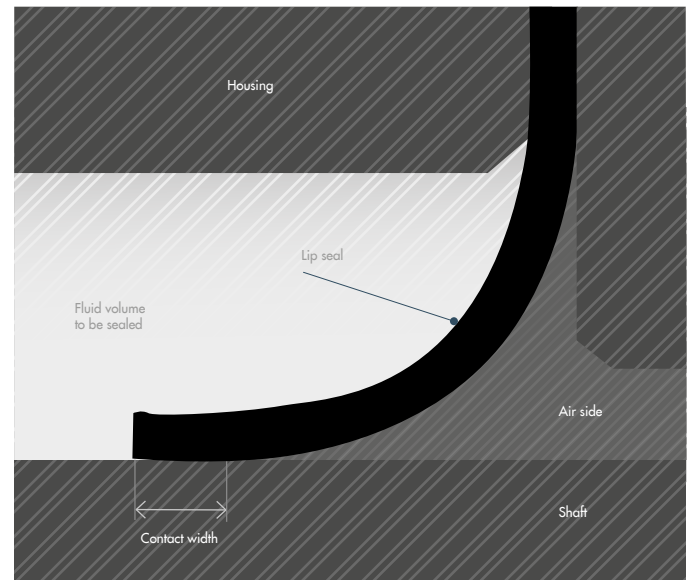 Housing
Lip seal
Fluid volume
to be sealed
Air side
Shaft
Contact width